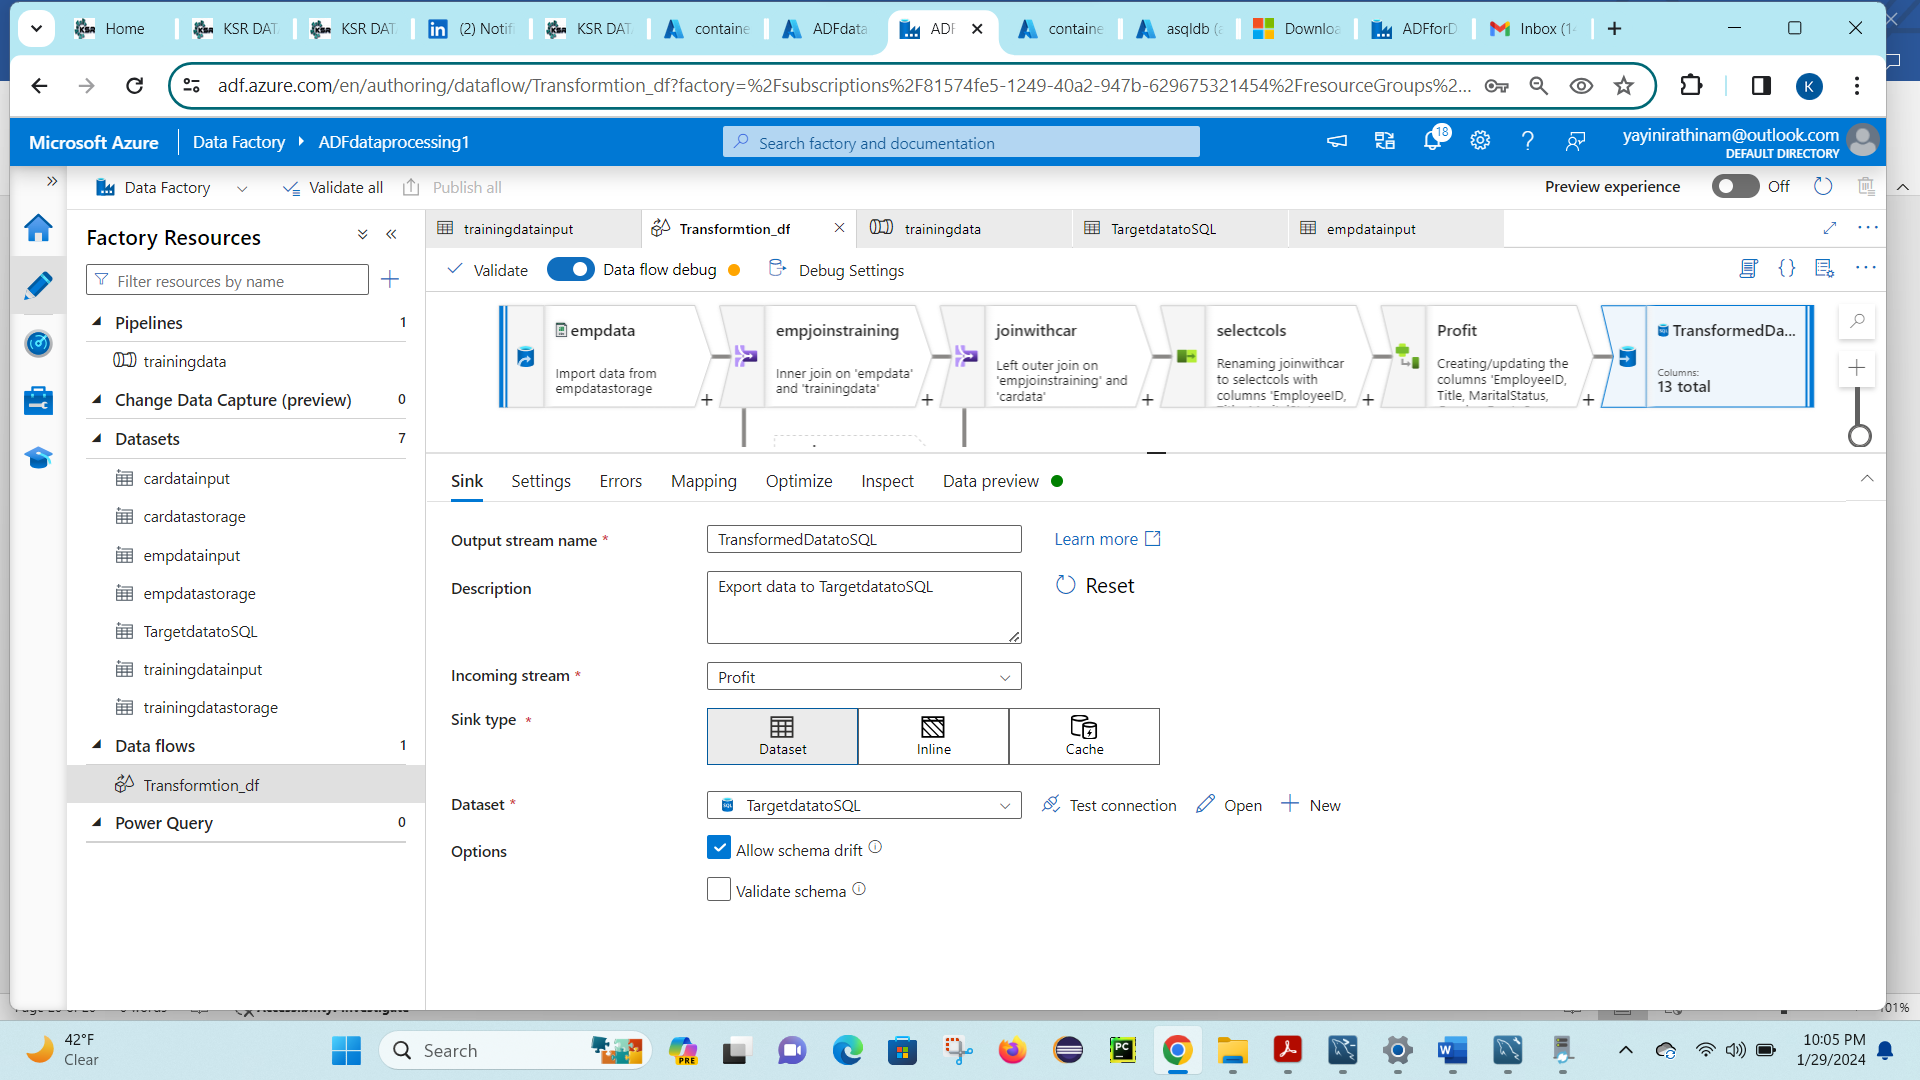 Home
KSR DAT
KSR DAT
(2) Notifi
KSR DAT
containe
ADFdata
ADF
containe
asqldb (a
Downloa
ADFforD
Inbox (14
adf.azure.com/en/authoring/dataflow/Transformtion_df?factory=%2Fsubscriptions%2F81574fe5-1249-40a2-947b-629675321454%2FresourceGroups%2...
K
Microsoft Azure
Data Factory
ADFdataprocessing1
Search factory and documentation
18
yayinirathinam@outlook.com
DEFAULT DIRECTORY
Data Factory
Validate all
Publish all
Preview experience
Off
Factory Resources
Filter resources by name
Pipelines 1
trainingdata
Change Data Capture (preview) 0
Datasets 7
cardatainput
cardatastorage
empdatainput
empdatastorage
TargetdatatoSQL
trainingdatainput
trainingdatastorage
Data flows 1
Transformtion_df
Power Query 0
trainingdatainput
Transformtion_df
trainingdata
TargetdatatoSQL
empdatainput
Validate
Data flow debug
Debug Settings
empdata
Import data from
empdatastorage
empjoinstraining
Inner join on 'empdata'
and 'trainingdata'
joinwithcar
Left outer join on
'empjoinstraining' and
'cardata'
selectcols
Renaming joinwithcar
to selectcols with
columns 'EmployeeID,
Profit
Creating/updating the
columns 'EmployeeID,
Title, MaritalStatus,
TransformedDa...
Columns:
13 total
Sink
Settings
Errors
Mapping
Optimize
Inspect
Data preview
Output stream name *
TransformedDatatoSQL
Learn more
Description
Export data to TargetdatatoSQL
Reset
Incoming stream *
Profit
Sink type *
Dataset
Inline
Cache
Dataset *
TargetdatatoSQL
Test connection
Open
New
Options
Allow schema drift
Validate schema
42°F
Clear
Search
PRE
PC
10:05 PM
1/29/2024